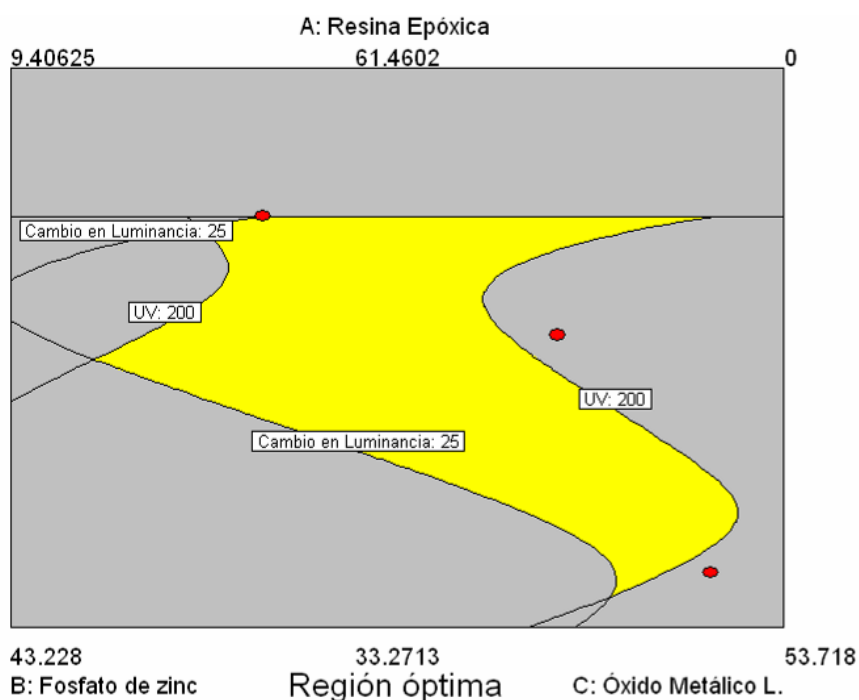 A: Resina Epóxica
9.40625 61.4602 0
Cambio en Luminancia: 25
UV: 200
UV: 200
Cambio en Luminancia: 25
43.228 33.2713 53.718
B: Fosfato de zinc Región óptima C: Óxido Metálico L.